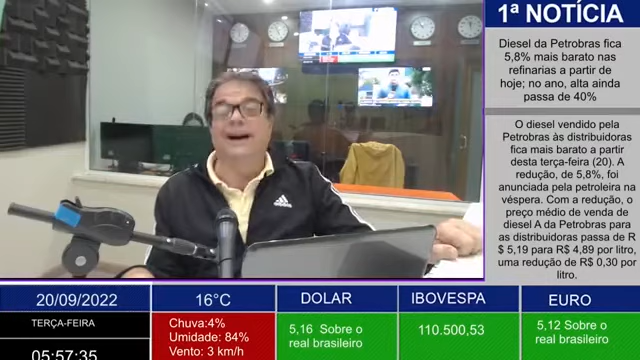 1ª NOTÍCIA
Diesel da Petrobras fica
5,8% mais barato nas
refinarias a partir de
hoje; no ano, alta ainda
passa de 40%
O diesel vendido pela
Petrobras às distribuidoras
fica mais barato a partir
desta terça-feira (20). A
redução, de 5,8%, foi
anunciada pela petroleira na
véspera. Com a redução, o
preço médio de venda de
diesel A da Petrobras para
as distribuidoras passa de R
$ 5,19 para R$ 4,89 por litro,
uma redução de R$ 0,30 por
litro.
adidas
20/09/2022
TERÇA-FEIRA
05:57:35
16°C
Chuva:4%
Umidade: 84%
Vento: 3 km/h
DOLAR
5,16 Sobre o
real brasileiro
IBOVESPA
110.500,53
EURO
5,12 Sobre o
real brasileiro